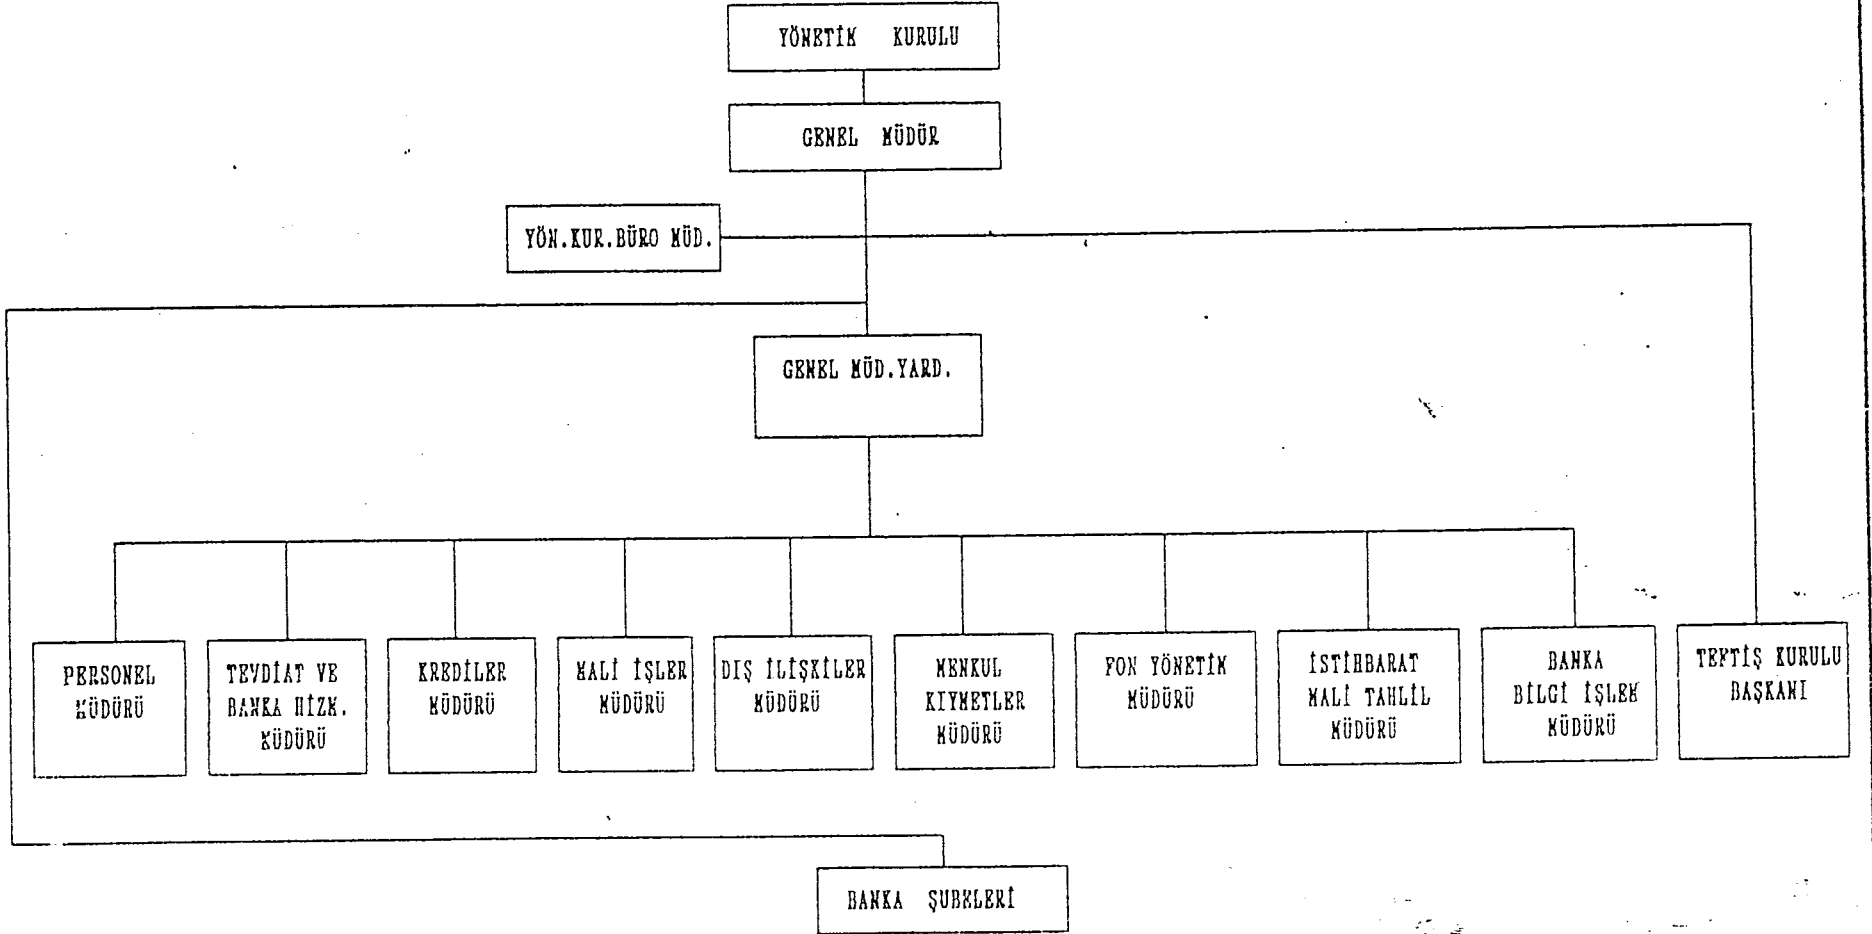 YÖNETİM KURULU
GENEL MÜDÜR
YÖN.KUR.BÜRO MÜD.
GENEL MÜD.YARD.
PERSONEL
MÜDÜRÜ
TEVDİAT VE
BANKA HİZM.
MÜDÜRÜ
KREDİLER
MÜDÜRÜ
MALİ İŞLER
MÜDÜRÜ
DIŞ İLİŞKİLER
MÜDÜRÜ
MENKUL
KIYMETLER
MÜDÜRÜ
FON YÖNETİM
MÜDÜRÜ
İSTİHBARAT
MALİ TAHLİL
MÜDÜRÜ
BANKA
BİLGİ İŞLEM
MÜDÜRÜ
TEFTİŞ KURULU
BAŞKANI
BANKA ŞUBELERİ